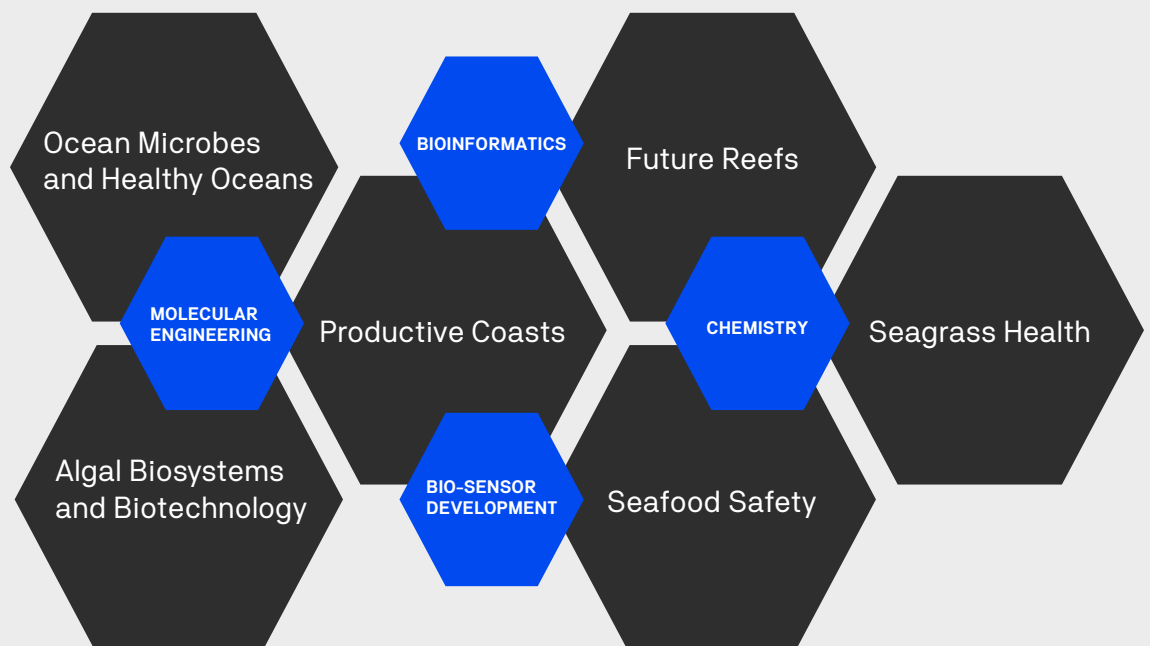 Ocean Microbes
and Healthy Oceans
BIOINFORMATICS
Future Reefs
MOLECULAR
ENGINEERING
Productive Coasts
CHEMISTRY
Seagrass Health
Algal Biosystems
and Biotechnology
BIO-SENSOR
DEVELOPMENT
Seafood Safety